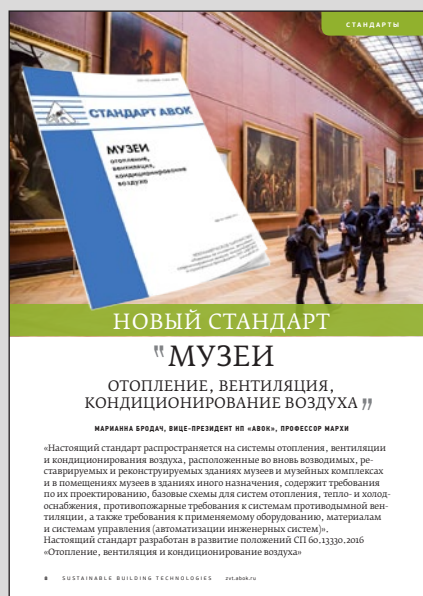 СТАНДАРТЫ
СТАНДАРТ АВОК
МУЗЕИ
отопление,
вентиляция,
кондиционирование
воздуха
НОВЫЙ СТАНДАРТ
"МУЗЕИ
ОТОПЛЕНИЕ, ВЕНТИЛЯЦИЯ,
КОНДИЦИОНИРОВАНИЕ ВОЗДУХА"
МАРИАННА БРОДАЧ, ВИЦЕ-ПРЕЗИДЕНТ НП «АВОК», ПРОФЕССОР МАРХИ
«Настоящий стандарт распространяется на системы отопления, вентиляции
и кондиционирования воздуха, расположенные во вновь возводимых, ре-
ставрируемых и реконструируемых зданиях музеев и музейных комплексах
и в помещениях музеев в зданиях иного назначения, содержит требования
по их проектированию, базовые схемы для систем отопления, тепло- и холод-
оснабжения, противопожарные требования к системам противодымной вен-
тиляции, а также требования к применяемому оборудованию, материалам
и системам управления (автоматизации инженерных систем)».
Настоящий стандарт разработан в развитие положений СП 60.13330.2016
«Отопление, вентиляция и кондиционирование воздуха»
8 SUSTAINABLE BUILDING TECHNOLOGIES zvt.abok.ru